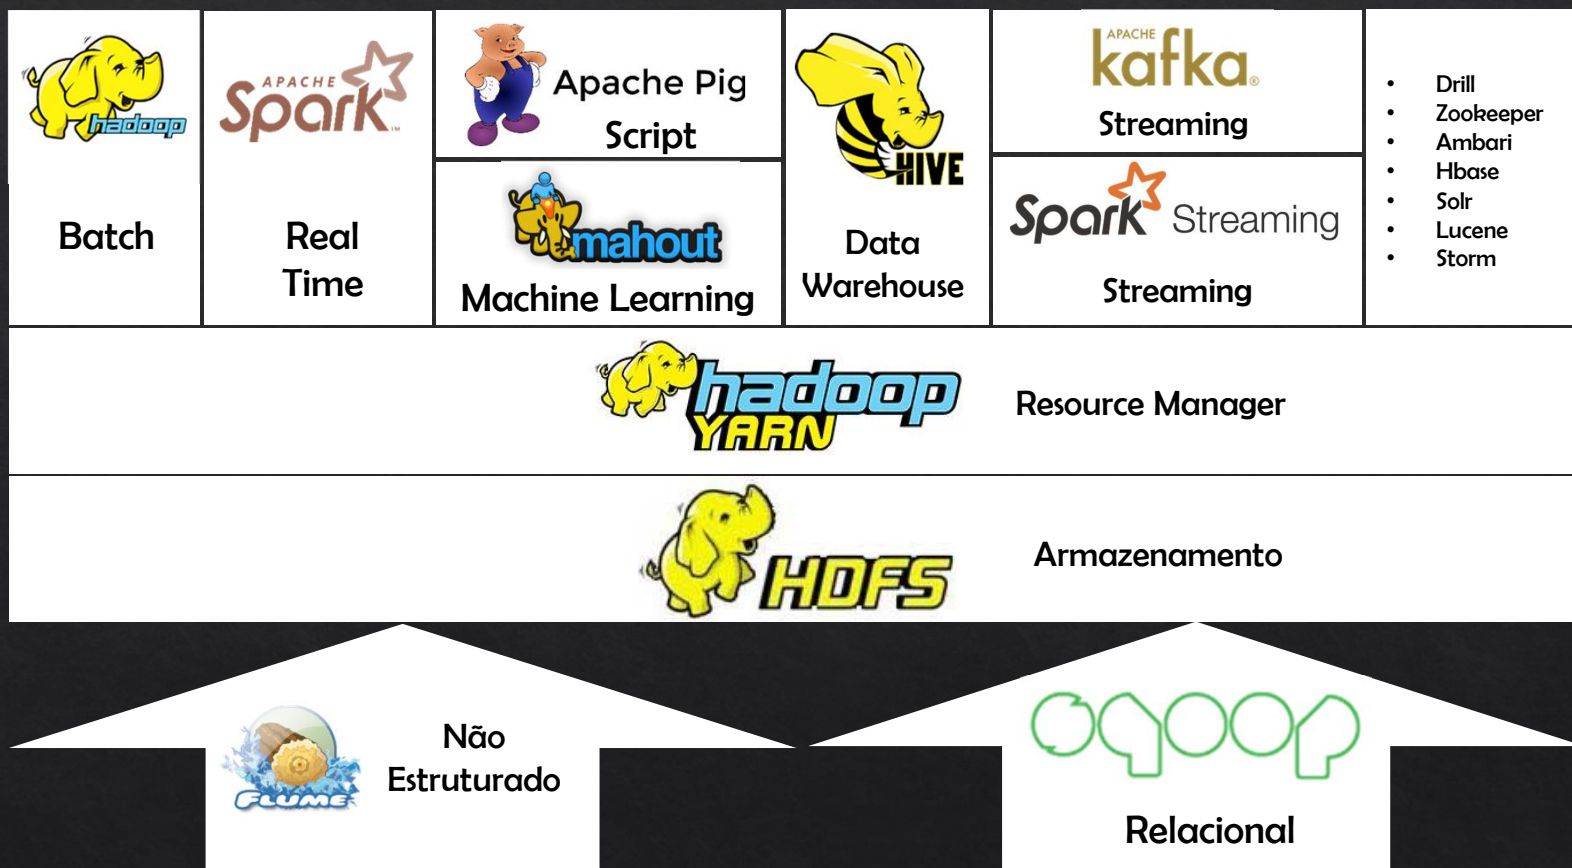 hadoop
Batch
APACHE
Spark™
Real
Time
Apache Pig
Script
mahout
Machine Learning
HIVE
Data
Warehouse
APACHE
kafka®
Streaming
Spark Streaming
Streaming
• Drill
• Zookeeper
• Ambari
• Hbase
• Solr
• Lucene
• Storm
hadoop
YARN
Resource Manager
HDFS
Armazenamento
FLUME
Não
Estruturado
sqoop
Relacional